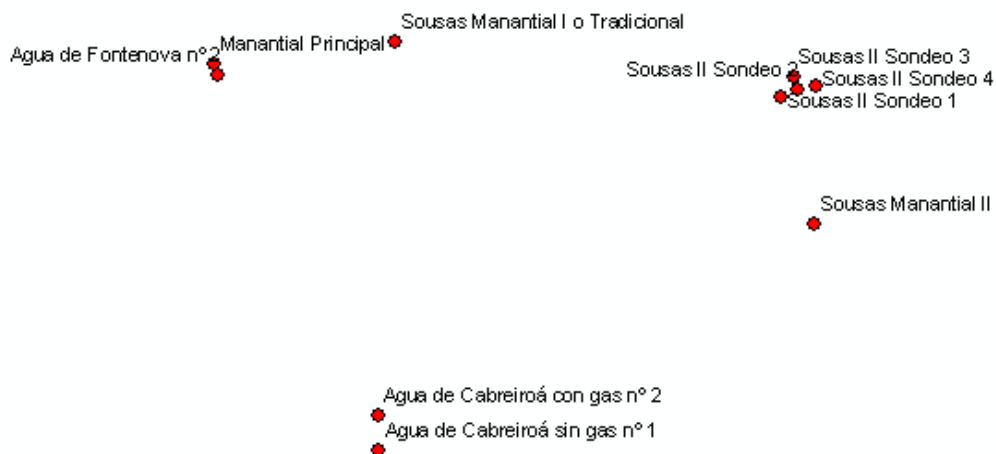 Sousas Manantial I o Tradicional
Agua de Fontenova nº 2
Manantial Principal
Sousas II Sondeo 3
Sousas II Sondeo 2
Sousas II Sondeo 4
Sousas II Sondeo 1
Sousas Manantial II
Agua de Cabreiroá con gas nº 2
Agua de Cabreiroá sin gas nº 1